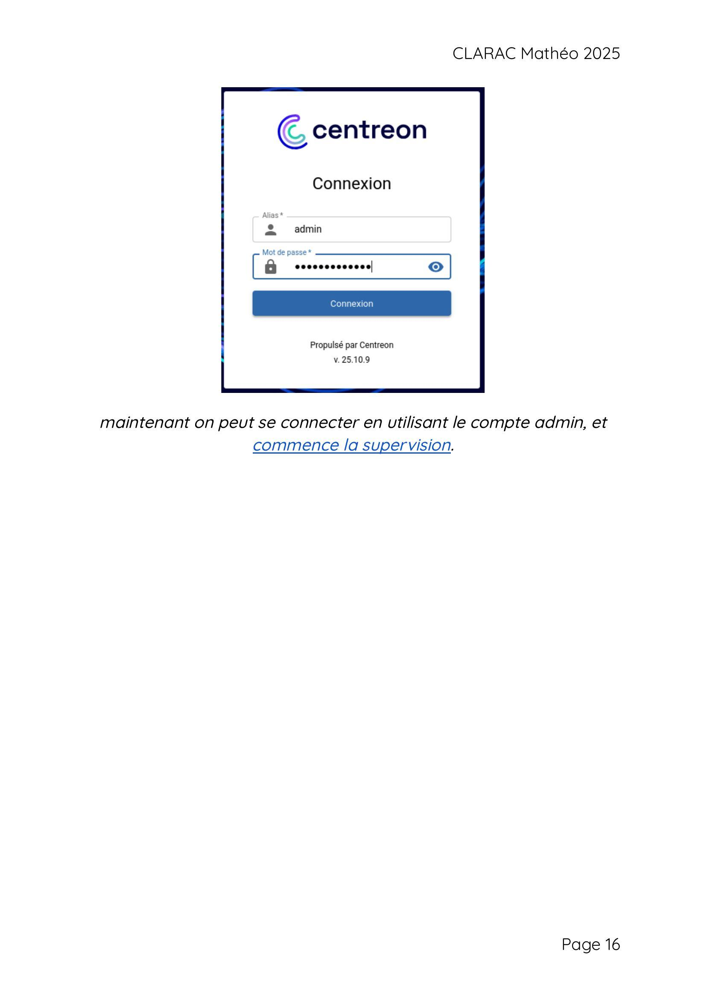 CLARAC Mathéo 2025
centreon
Connexion
Alias *
admin
Mot de passe *
•••••••••••••
Connexion
Propulsé par Centreon
v. 25.10.9
maintenant on peut se connecter en utilisant le compte admin, et
commence la supervision.
Page 16